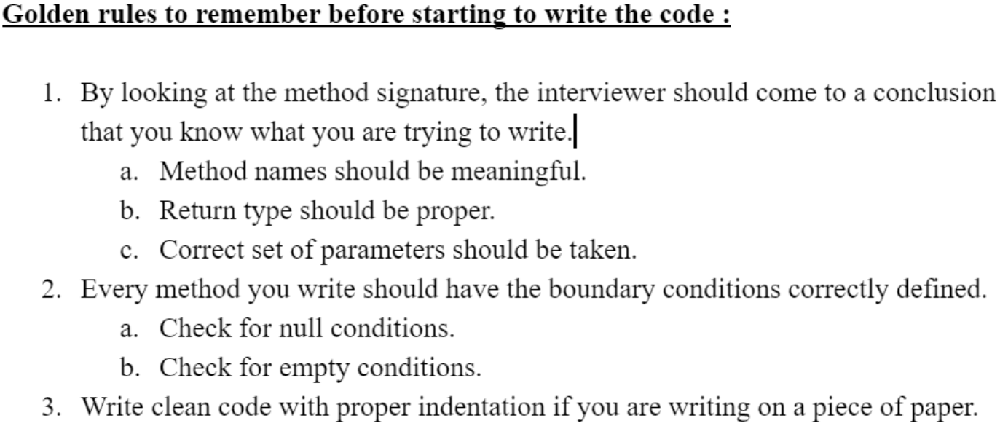 Golden rules to remember before starting to write the code :
1. By looking at the method signature, the interviewer should come to a conclusion
that you know what you are trying to write.
a. Method names should be meaningful.
b. Return type should be proper.
c. Correct set of parameters should be taken.
2. Every method you write should have the boundary conditions correctly defined.
a. Check for null conditions.
b. Check for empty conditions.
3. Write clean code with proper indentation if you are writing on a piece of paper.